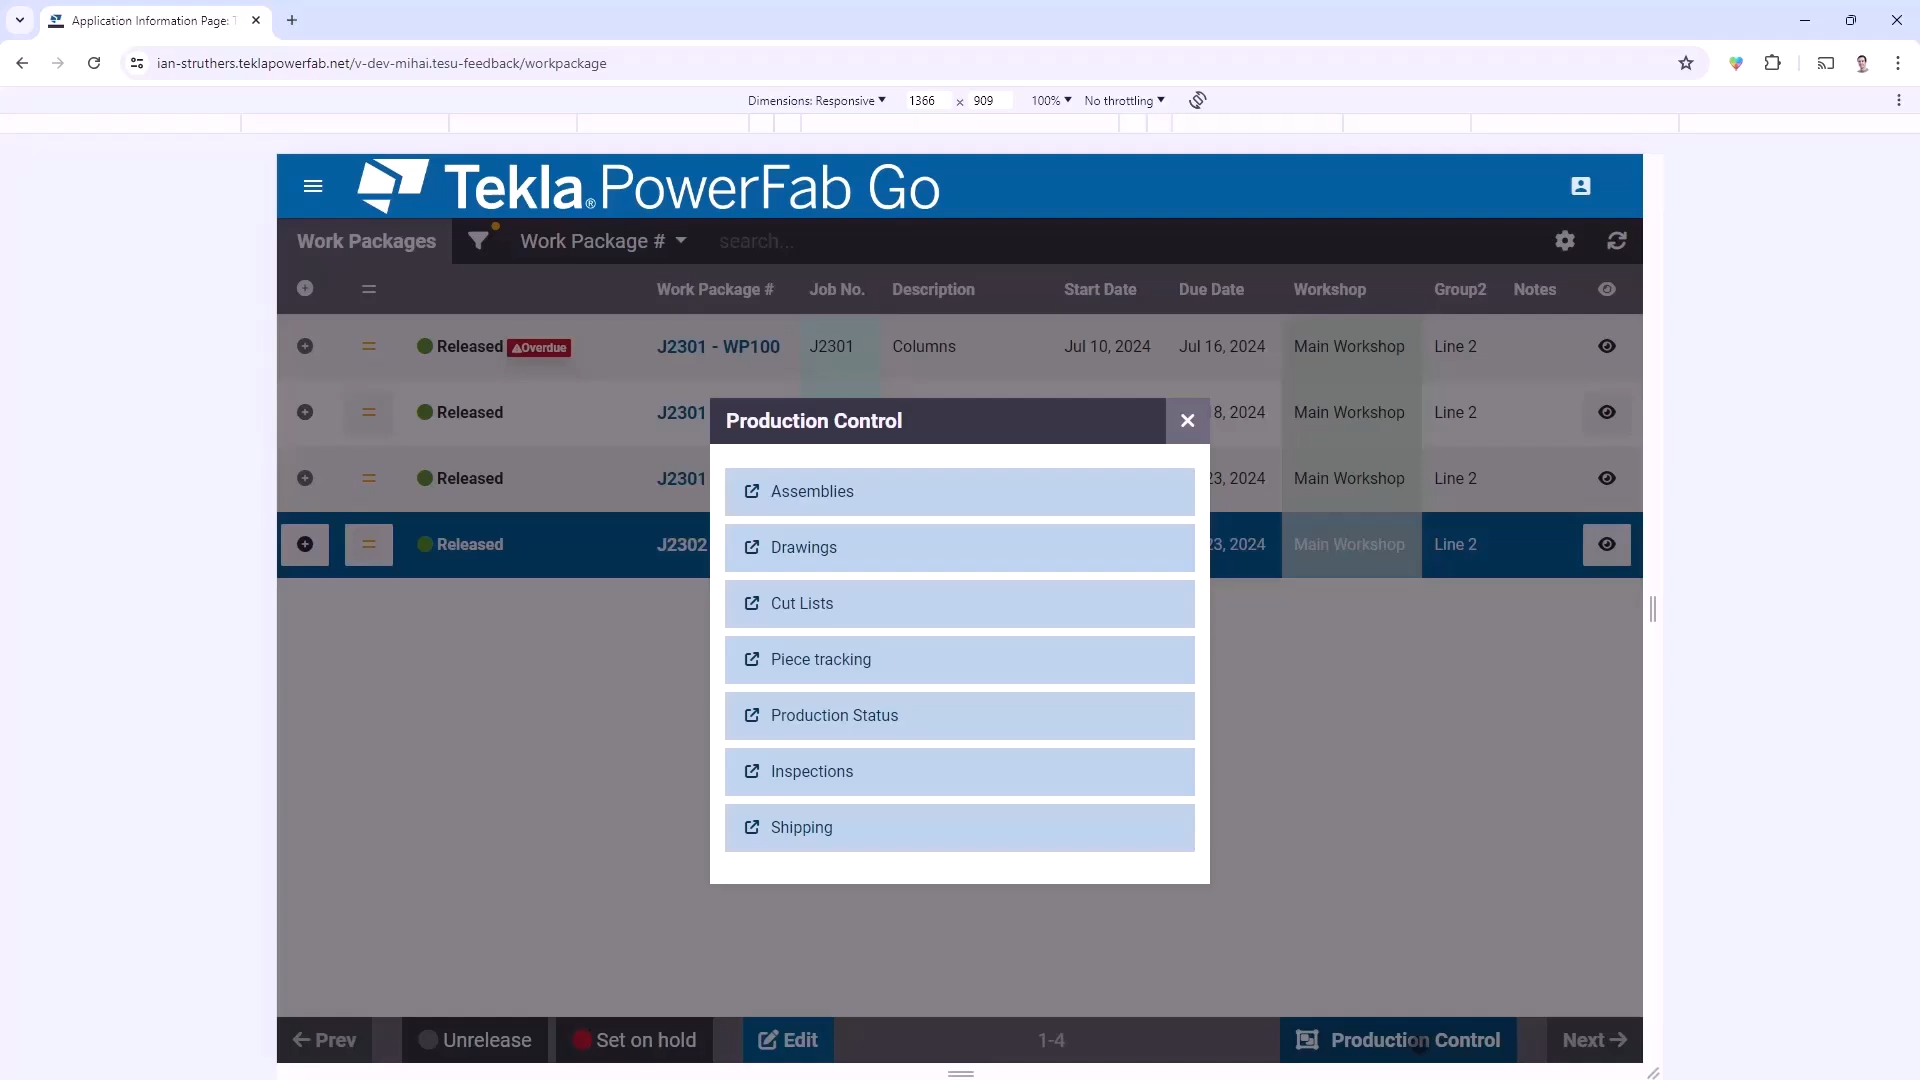 Application Information Page:
ian-struthers.teklapowerfab.net/v-dev-mihai.tesu-feedback/workpackage
Dimensions: Responsive 1366 x 909 100% No throttling
Tekla® PowerFab Go
Work Packages Work Package # search...
Work Package # Job No. Description Start Date Due Date Workshop Group2 Notes
Released Overdue J2301 - WP100 J2301 Columns Jul 10, 2024 Jul 16, 2024 Main Workshop Line 2
Released J2301 8, 2024 Main Workshop Line 2
Released J2301 23, 2024 Main Workshop Line 2
Released J2302 23, 2024 Main Workshop Line 2
Production Control
Assemblies
Drawings
Cut Lists
Piece tracking
Production Status
Inspections
Shipping
Prev Unrelease Set on hold Edit 1-4 Production Control Next